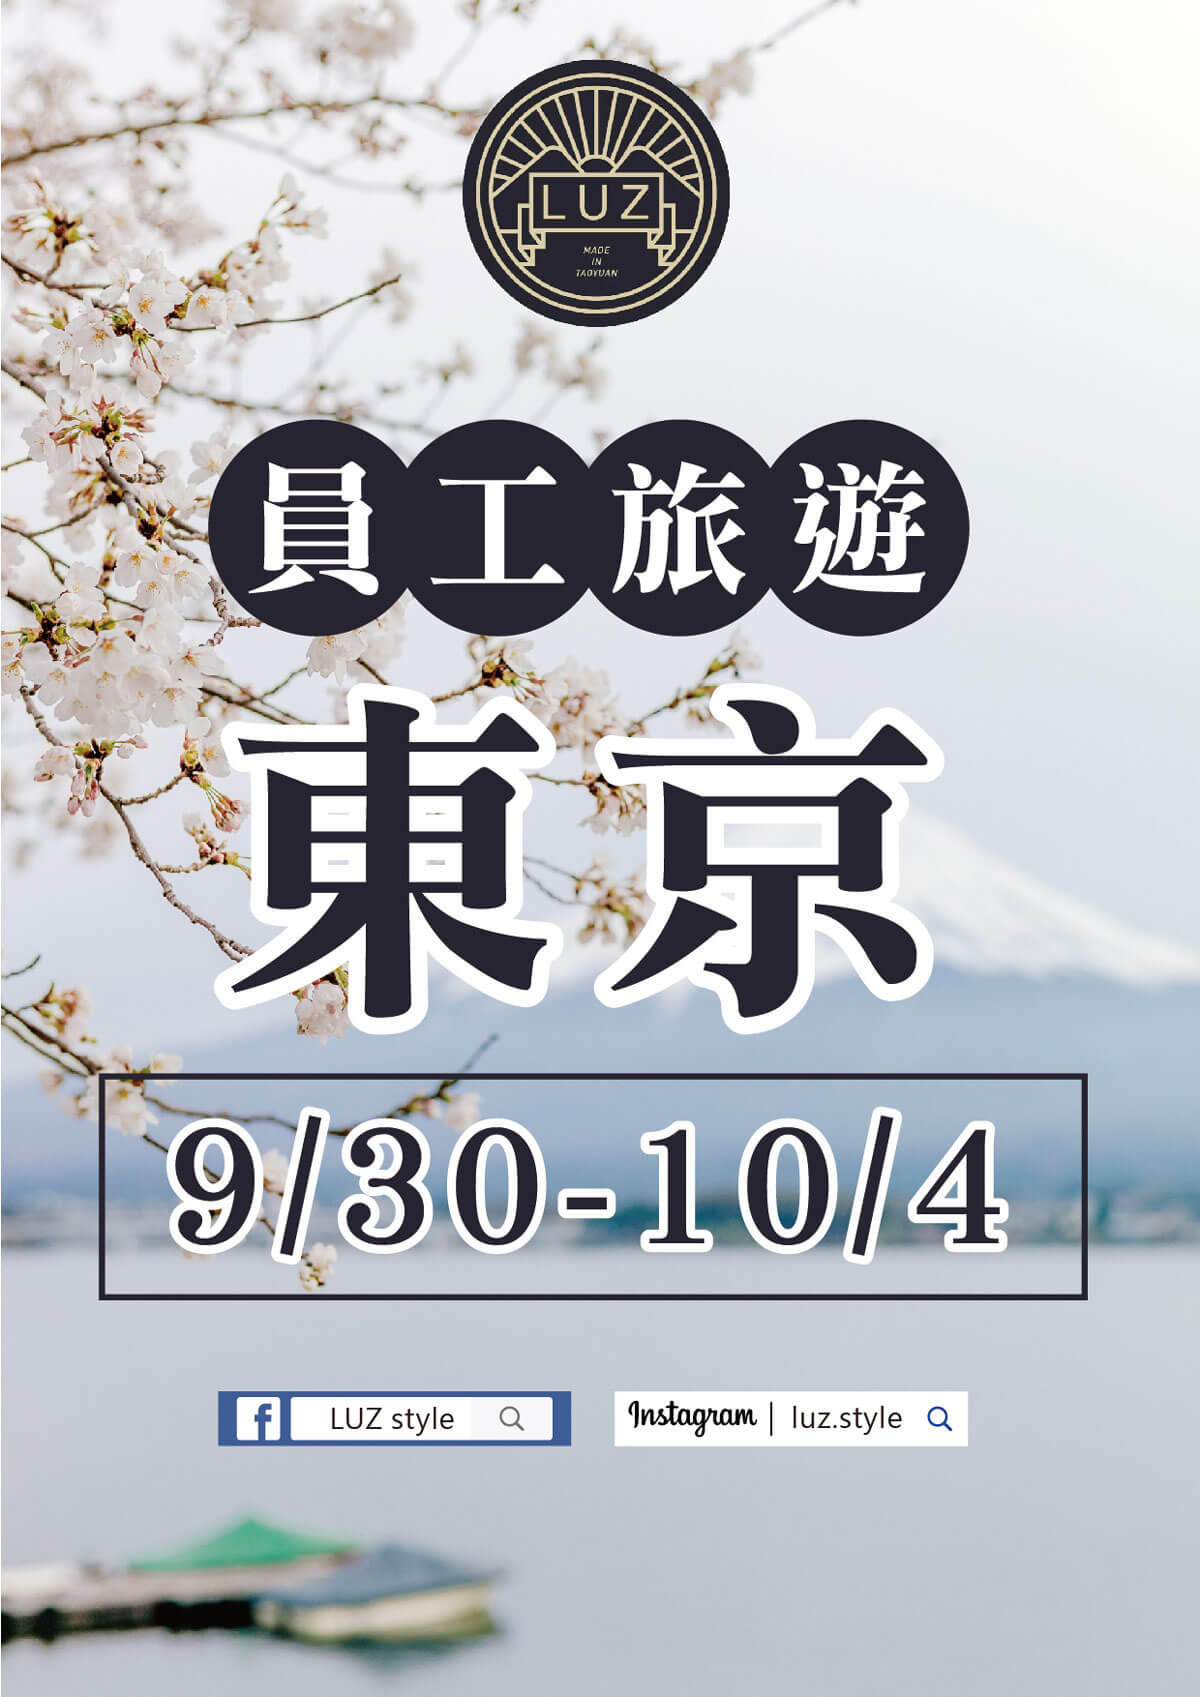 LUZ
MADE
IN
TAOYUAN
員工旅遊
東京
9/30-10/4
f LUZ style
Instagram | luz.style